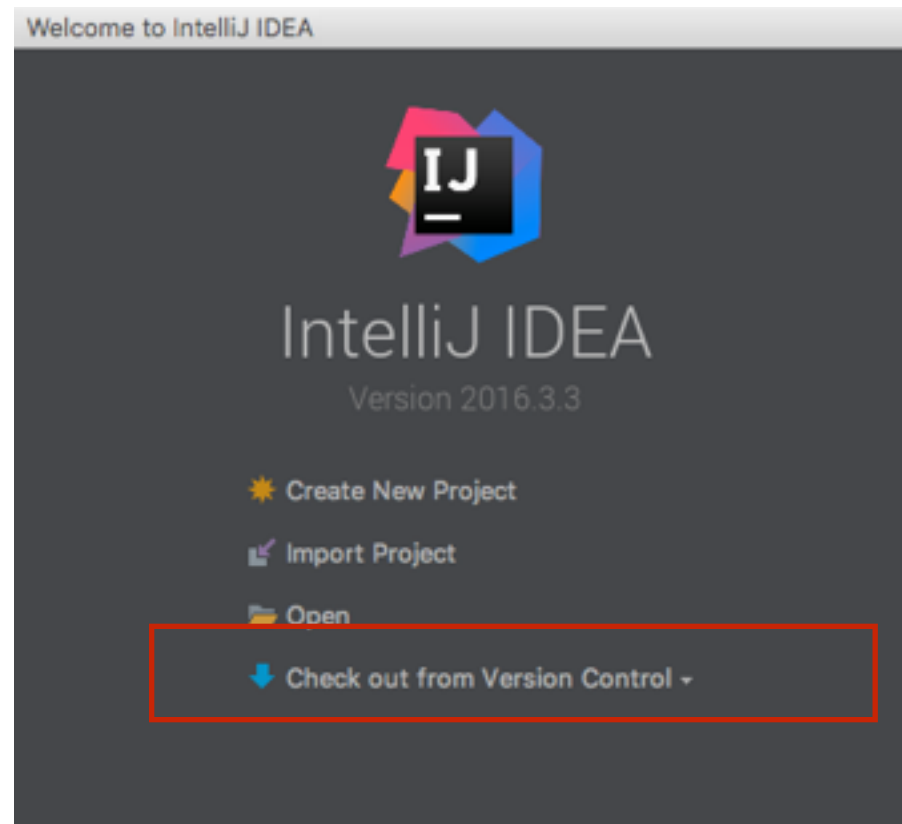 Welcome to IntelliJ IDEA
IJ
IntelliJ IDEA
Version 2016.3.3
Create New Project
Import Project
Open
Check out from Version Control